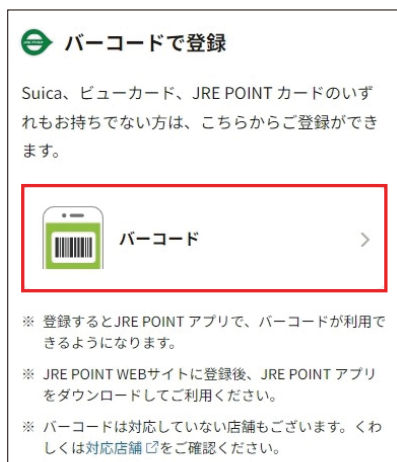 バーコードで登録
Suica、ビューカード、JRE POINT カードのいず
れもお持ちでない方は、こちらからご登録ができ
ます。
バーコード
※ 登録するとJRE POINT アプリで、バーコードが利用で
きるようになります。
※ JRE POINT WEBサイトに登録後、JRE POINT アプリ
をダウンロードしてご利用ください。
※ バーコードは対応していない店舗もございます。くわ
しくは対応店舗をご確認ください。